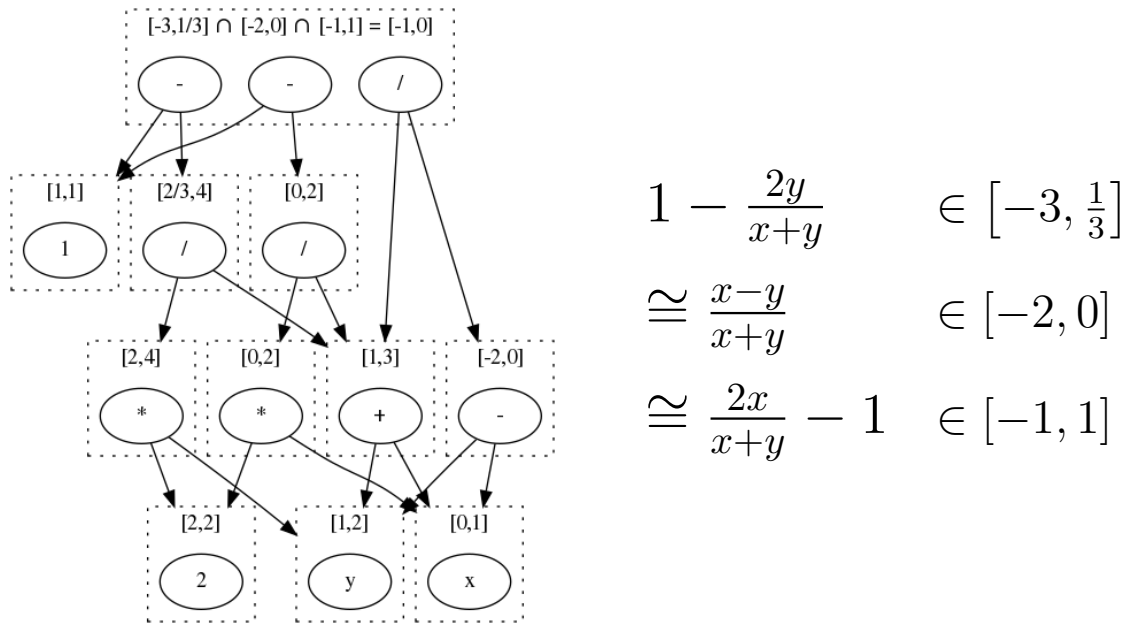 [-3,1/3] ∩ [-2,0] ∩ [-1,1] = [-1,0]
- - /
[1,1] [2/3,4] [0,2]
1 / /
[2,4] [0,2] [1,3] [-2,0]
* * + -
[2,2] [1,2] [0,1]
2 y x
1 − 2y/x+y ∈ [−3, 1/3]
≅ x−y/x+y ∈ [−2, 0]
≅ 2x/x+y − 1 ∈ [−1, 1]